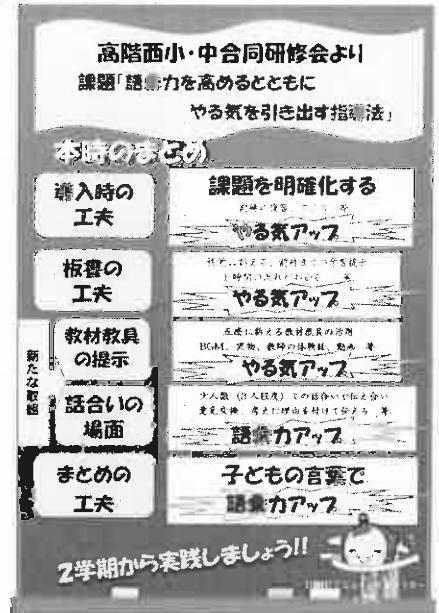 高階西小・中合同研修会より
課題「語彙力を高めるとともに
やる気を引き出す指導法」
本時のまとめ
導入時の
工夫
課題を明確化する
やる気アップ
板書の
工夫
やる気アップ
新たな取組
教材教具
の提示
五感に訴える教材教具の活用
BGM、実物、教師の体験談、動画 等
やる気アップ
話合いの
場面
少人数（3人程度）での話合いや伝え合い
意見交換、考えに理由を付けて伝える 等
語彙力アップ
まとめの
工夫
子どもの言葉で
語彙力アップ
2学期から実践しましょう!!